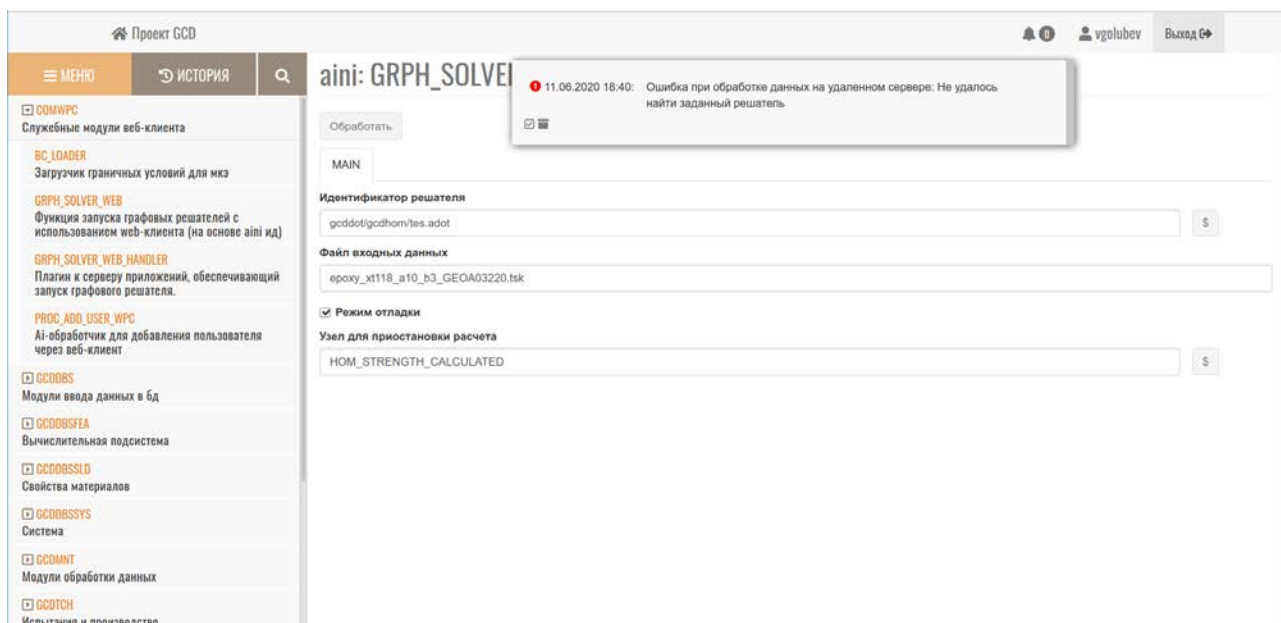 Проект GCD
0
vgolubev
Выход
МЕНЮ
ИСТОРИЯ
COMWPC
Служебные модули веб-клиента
BC_LOADER
Загрузчик граничных условий для мкэ
GRPH_SOLVER_WEB
Функция запуска графовых решателей с
использованием web-клиента (на основе aini ид)
GRPH_SOLVER_WEB_HANDLER
Плагин к серверу приложений, обеспечивающий
запуск графового решателя.
PROC_ADD_USER_WPC
Ai-обработчик для добавления пользователя
через веб-клиент
GCDDBS
Модули ввода данных в бд
GCDDBSFEA
Вычислительная подсистема
GCDDBSSLD
Свойства материалов
GCDDBSSYS
Система
GCDMNT
Модули обработки данных
GCDTCH
Испытания и производство
aini: GRPH_SOLVE
11.06.2020 18:40: Ошибка при обработке данных на удаленном сервере: Не удалось
найти заданный решатель
Обработать
MAIN
Идентификатор решателя
gcddot/gcdhom/tes.adot
$
Файл входных данных
epoxy_xt118_a10_b3_GEOA03220.tsk
Режим отладки
Узел для приостановки расчета
HOM_STRENGTH_CALCULATED
$